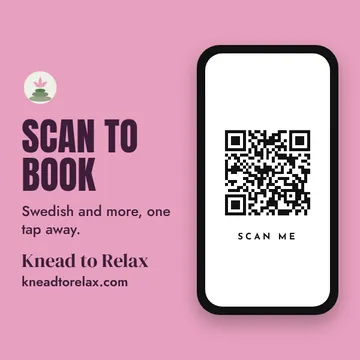 SCAN TO
BOOK
Swedish and more, one
tap away.
Knead to Relax
kneadtorelax.com
SCAN ME